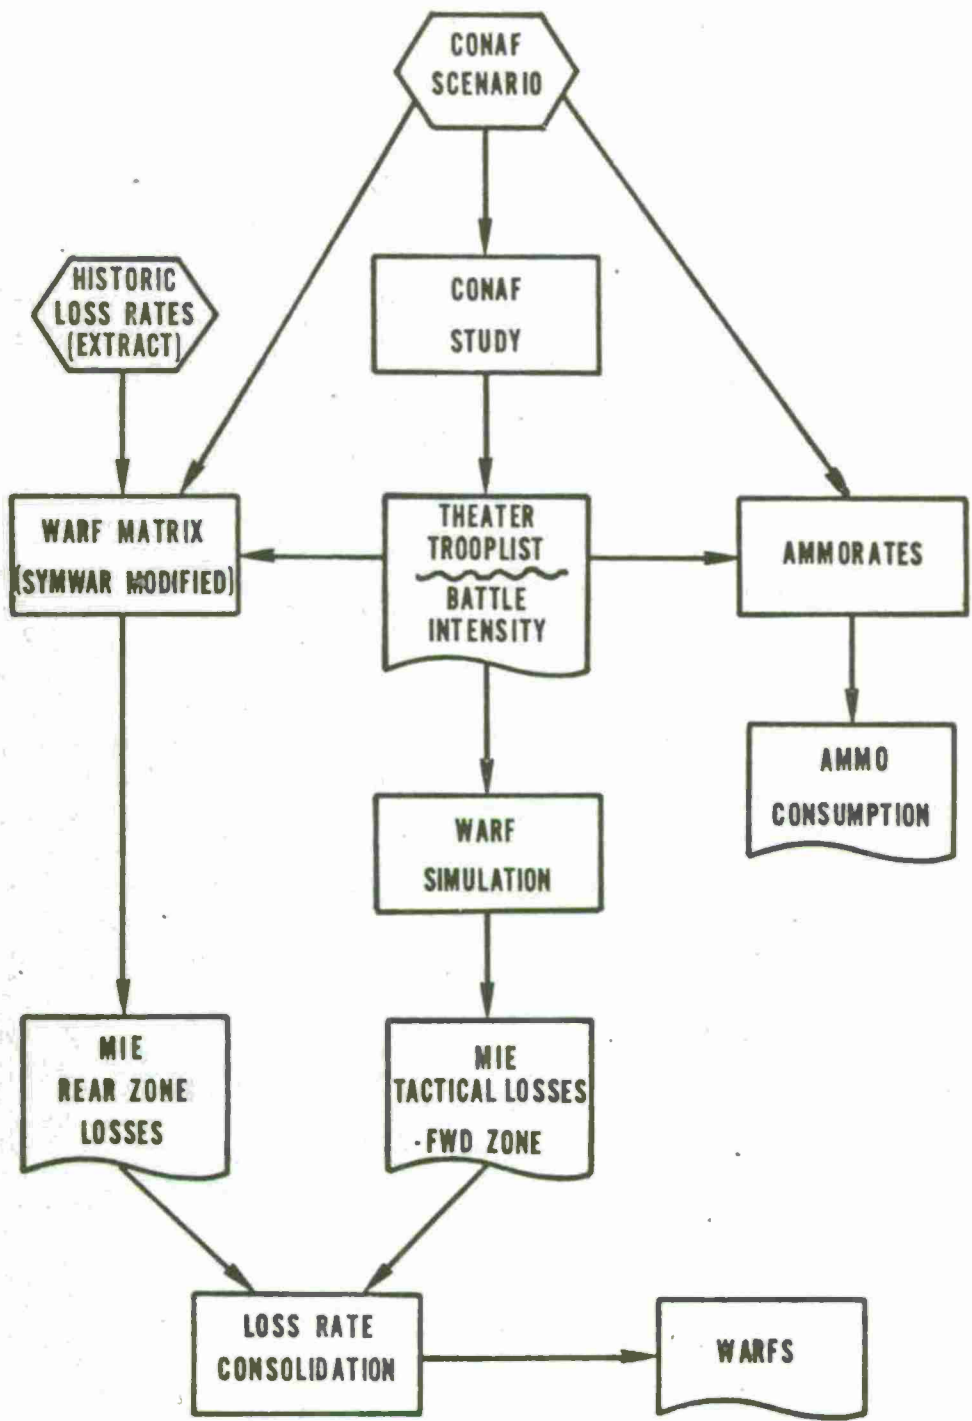 CONAF
SCENARIO
HISTORIC
LOSS RATES
(EXTRACT)
CONAF
STUDY
WARF MATRIX
(SYMWAR MODIFIED)
THEATER
TROOPLIST
BATTLE
INTENSITY
AMMORATES
AMMO
CONSUMPTION
WARF
SIMULATION
MIE
REAR ZONE
LOSSES
MIE
TACTICAL LOSSES
-FWD ZONE
LOSS RATE
CONSOLIDATION
WARFS